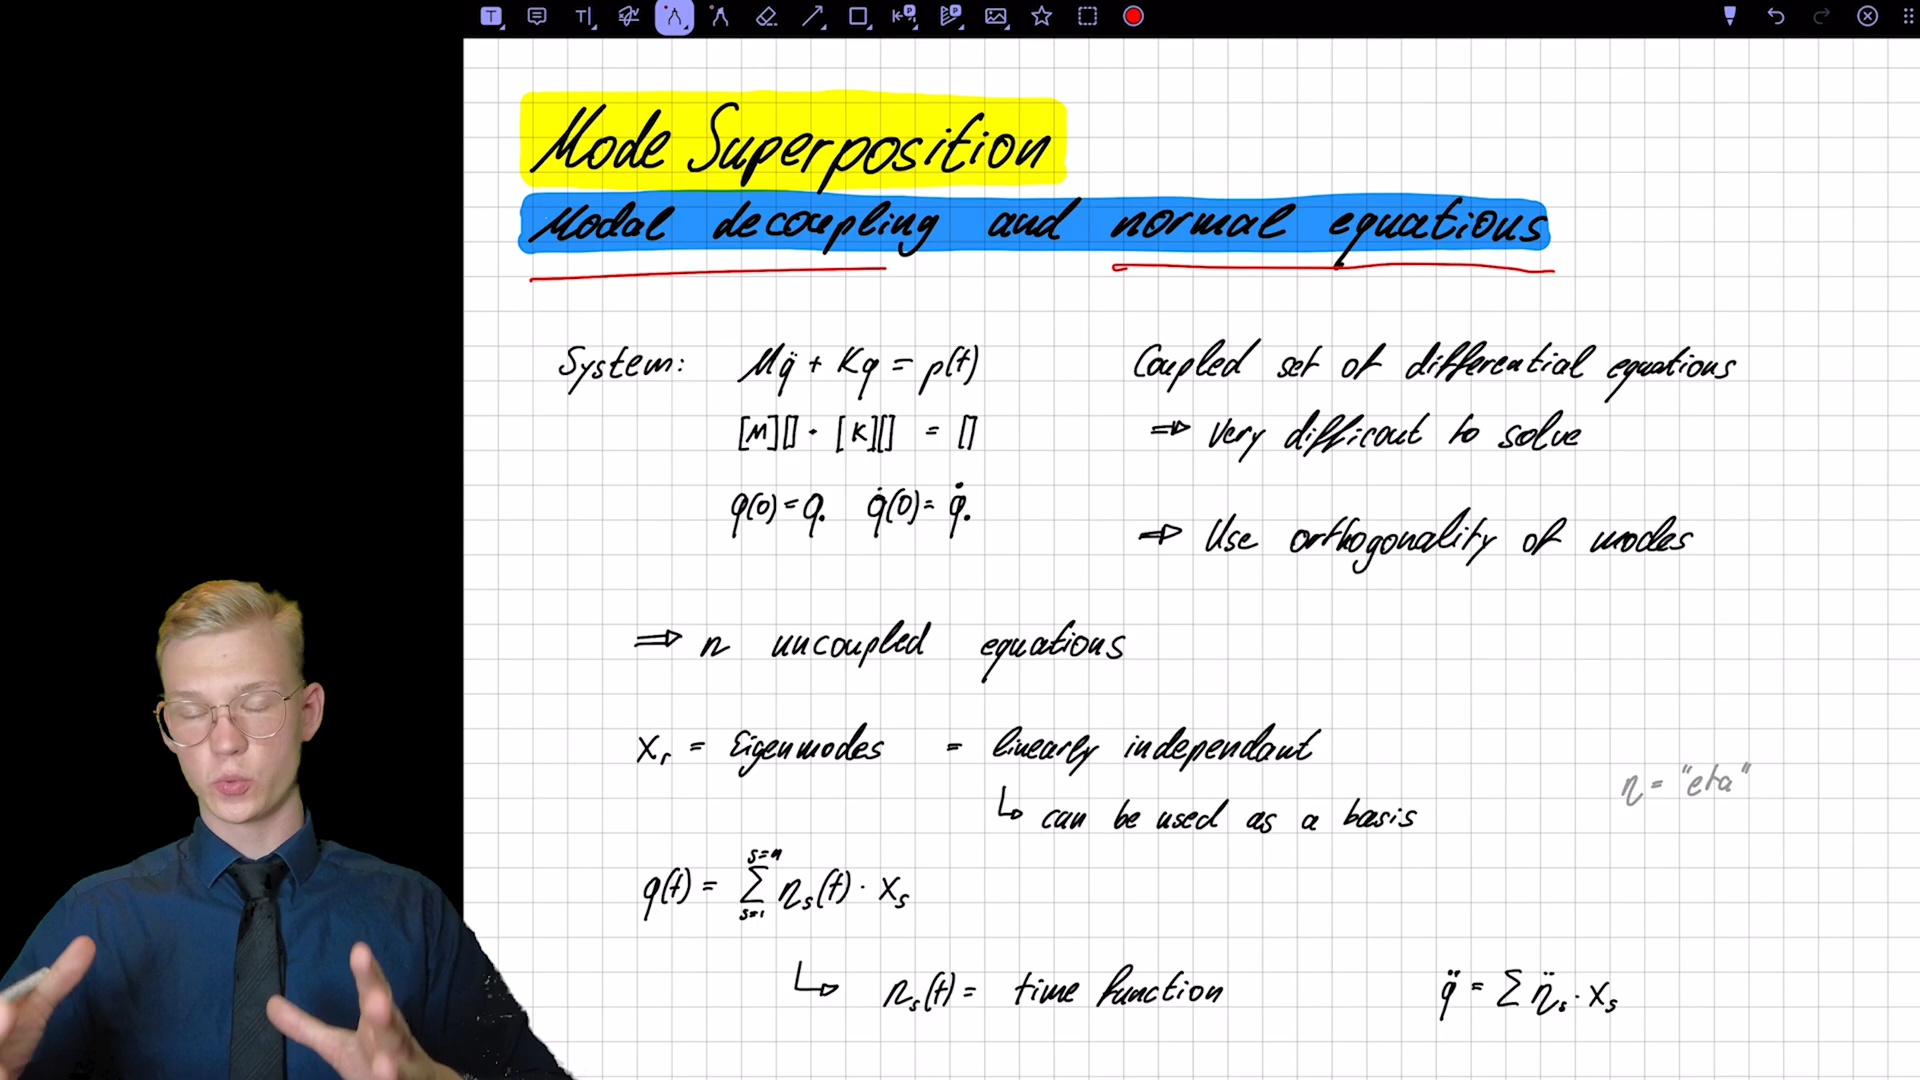 Mode Superposition
Modal decoupling and normal equations
System: Mq̈ + Kq = p(t)
Coupled set of differential equations
[M][] + [K][] = []
⇒ Very difficout to solve
q(0) = q₀ q̇(0) = q̇₀
⇒ Use orthogonality of modes
⇒ n uncoupled equations
Xr = Eigenmodes = linearly independant
↳ can be used as a basis
η = "eta"
q(t) = Σ_{s=1}^{s=n} ηs(t) · Xs
↳ ηs(t) = time function
q̈ = Σ η̈s · Xs